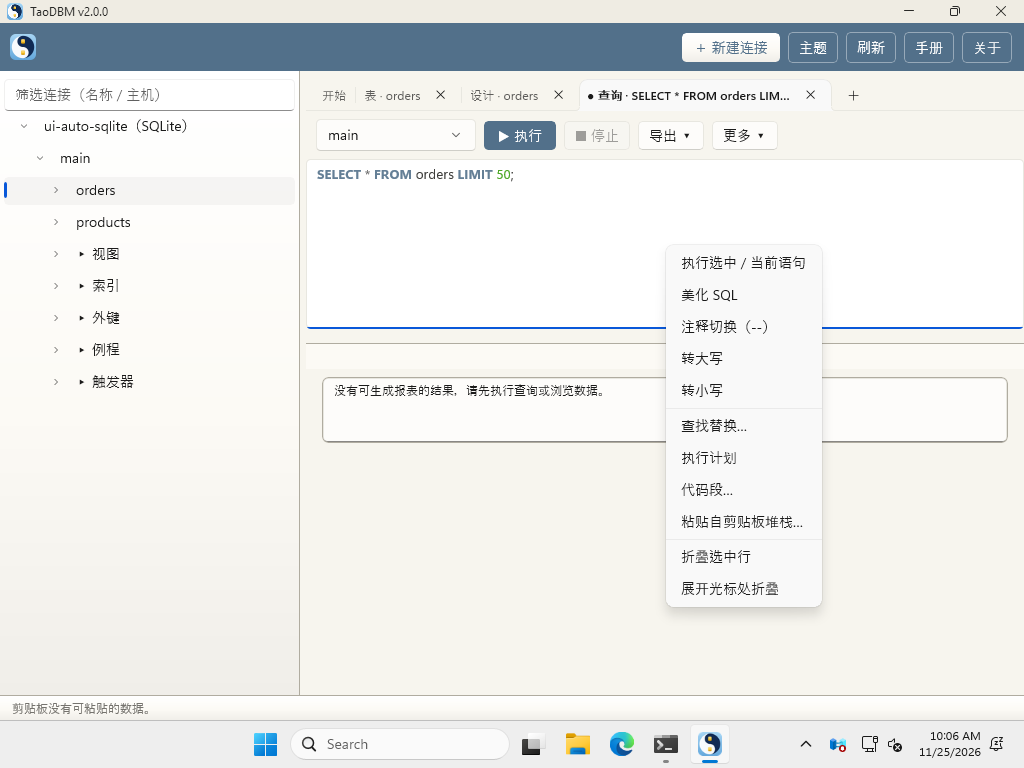 TaoDBM v2.0.0
+ 新建连接 主题 刷新 手册 关于
筛选连接（名称 / 主机）
ui-auto-sqlite（SQLite）
main
orders
products
视图
索引
外键
例程
触发器
开始 表 · orders 设计 · orders ● 查询 · SELECT * FROM orders LIM...
main 执行 停止 导出 更多
SELECT * FROM orders LIMIT 50;
执行选中 / 当前语句
美化 SQL
注释切换（--）
转大写
转小写
查找替换...
执行计划
代码段...
粘贴自剪贴板堆栈...
折叠选中行
展开光标处折叠
没有可生成报表的结果，请先执行查询或浏览数据。
剪贴板没有可粘贴的数据。
Search
10:06 AM
11/25/2026